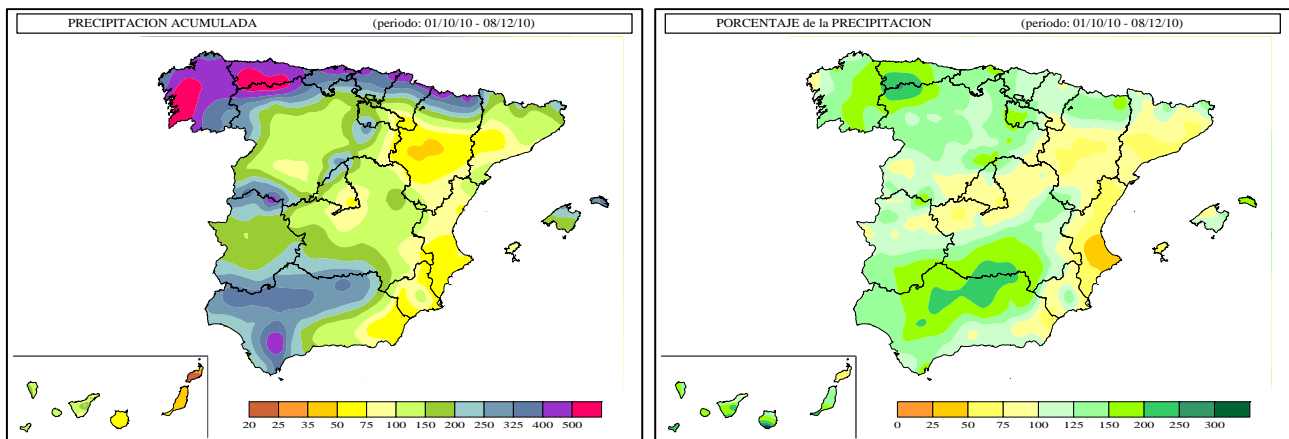 PRECIPITACION ACUMULADA (periodo: 01/10/10 - 08/12/10)
20 25 35 50 75 100 150 200 250 325 400 500
PORCENTAJE de la PRECIPITACION (periodo: 01/10/10 - 08/12/10)
0 25 50 75 100 125 150 200 250 300